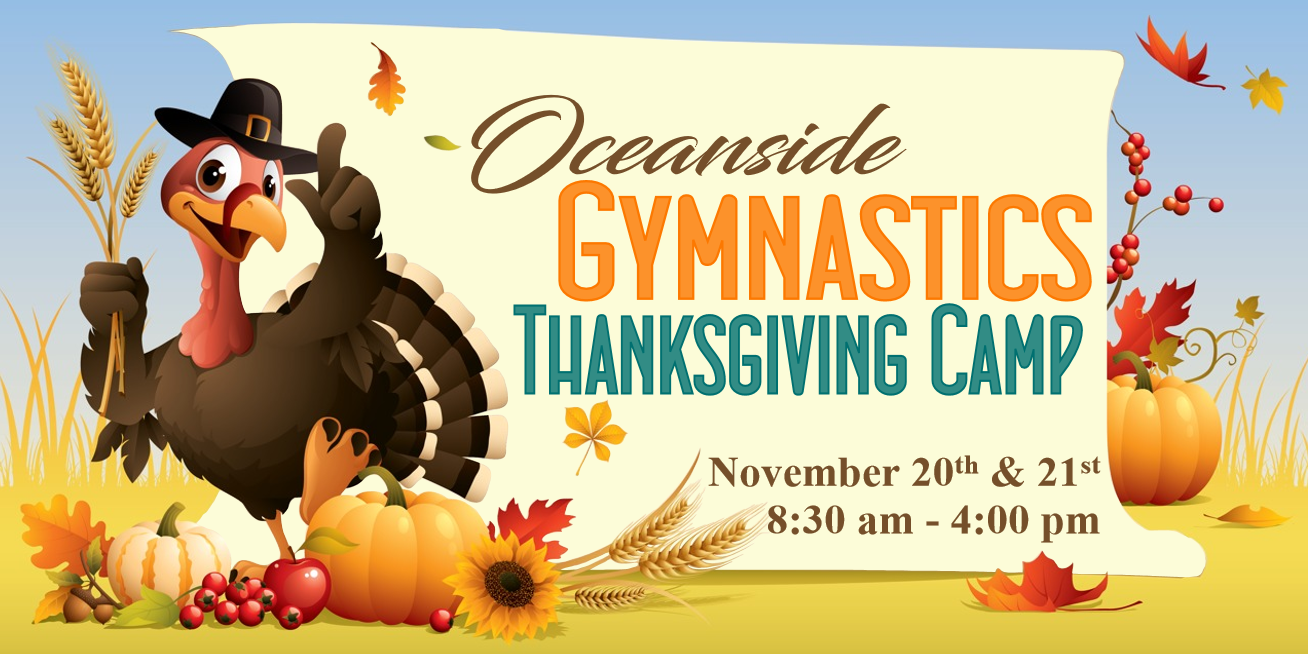 Oceanside
Gymnastics
Thanksgiving Camp
November 20th & 21st
8:30 am - 4:00 pm